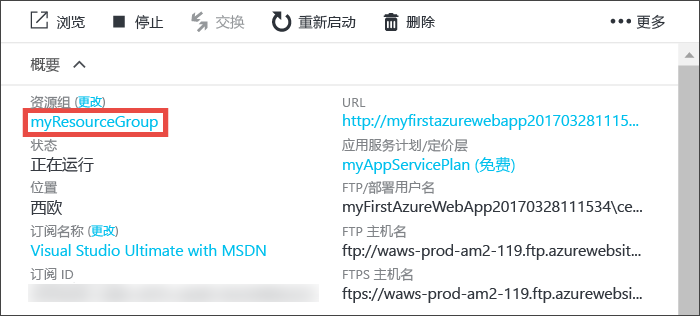 浏览 停止 交换 重新启动 删除 更多
概要
资源组 (更改)
myResourceGroup
状态
正在运行
位置
西欧
订阅名称 (更改)
Visual Studio Ultimate with MSDN
订阅 ID
URL
http://myfirstazurewebapp201703281115...
应用服务计划/定价层
myAppServicePlan (免费)
FTP/部署用户名
myFirstAzureWebApp20170328111534\ce...
FTP 主机名
ftp://waws-prod-am2-119.ftp.azurewebsit...
FTPS 主机名
ftps://waws-prod-am2-119.ftp.azurewebsi...